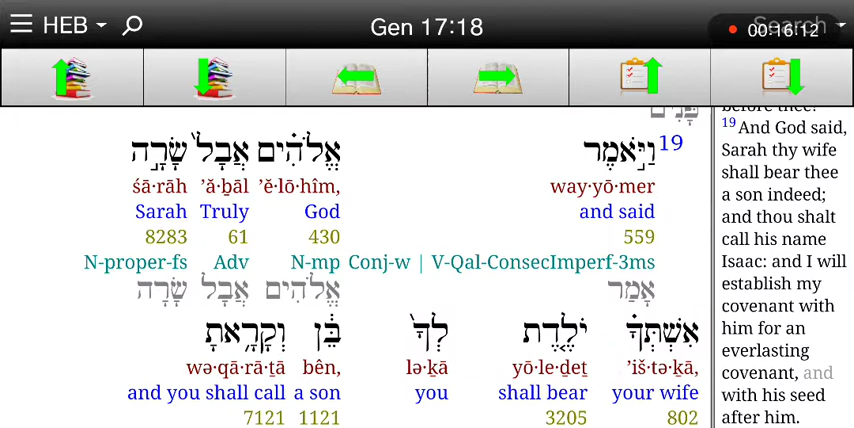 HEB
Gen 17:18
Search
00:16:12
פָּנִים
19 וַיֹּ֣אמֶר אֱלֹהִ֗ים אֲבָל֙ שָׂרָ֣ה
way·yō·mer ’ĕ·lō·hîm, ’ă·ḇāl śā·rāh
and said God Truly Sarah
559 430 61 8283
Conj-w | V-Qal-ConsecImperf-3ms N-mp Adv N-proper-fs
אָמַר אֱלֹהִים אֲבָל שָׂרָה
אִשְׁתְּךָ֗ יֹלֶ֤דֶת לְךָ֙ בֵּ֔ן וְקָרָ֥אתָ
’iš·tə·ḵā, yō·le·ḏeṯ lə·ḵā bên, wə·qā·rā·ṯā
your wife shall bear you a son and you shall call
802 3205 1121 7121
before thee!
19 And God said,
Sarah thy wife
shall bear thee
a son indeed;
and thou shalt
call his name
Isaac: and I will
establish my
covenant with
him for an
everlasting
covenant, and
with his seed
after him.